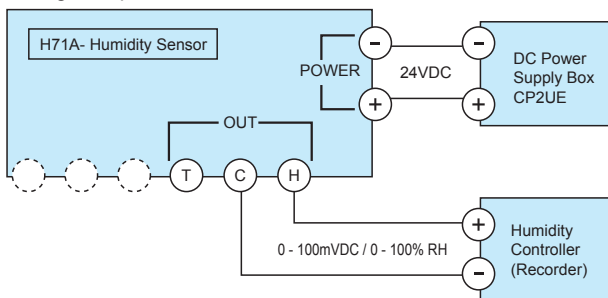 H71A- Humidity Sensor
POWER
−
+
24VDC
−
+
DC Power
Supply Box
CP2UE
OUT
T
C
H
0 - 100mVDC / 0 - 100% RH
+
−
Humidity
Controller
(Recorder)